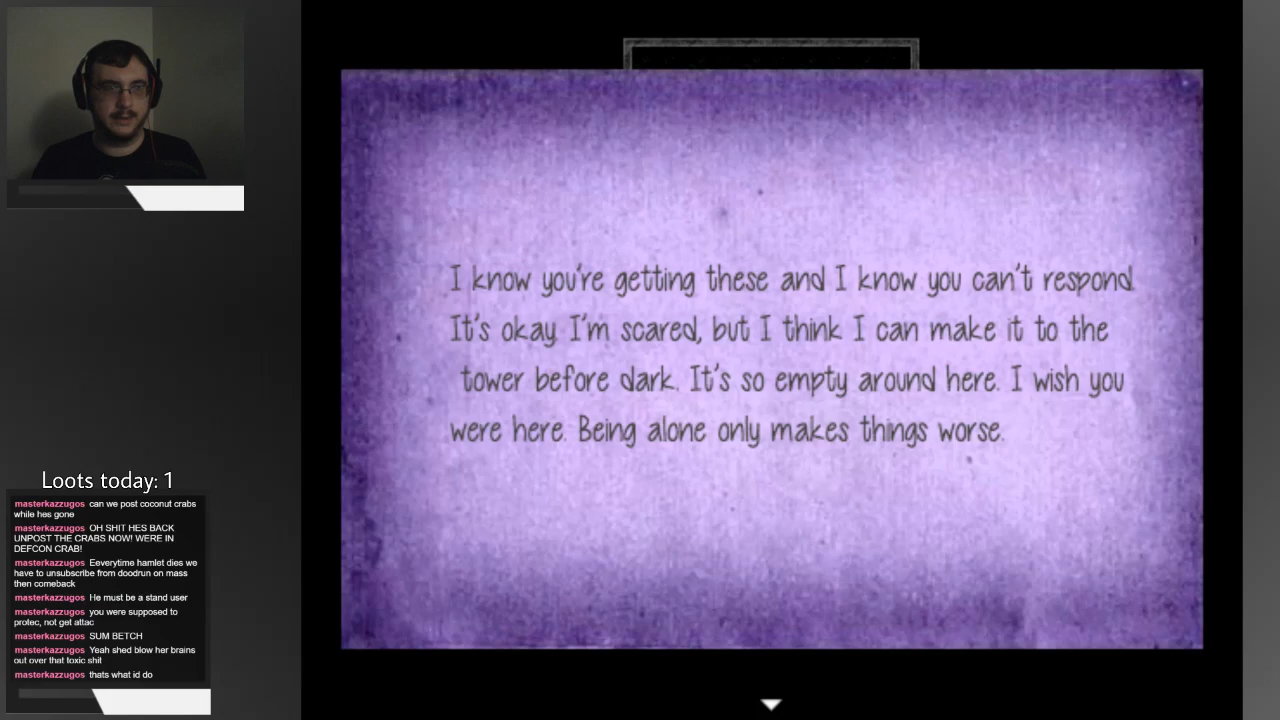 I know you're getting these and I know you can't respond.
It's okay. I'm scared, but I think I can make it to the
tower before dark. It's so empty around here. I wish you
were here. Being alone only makes things worse.
Loots today: 1
masterkazzugos can we post coconut crabs
while hes gone
masterkazzugos OH SHIT HES BACK
UNPOST THE CRABS NOW! WERE IN
DEFCON CRAB!
masterkazzugos Eeverytime hamlet dies we
have to unsubscribe from doodrun on mass
then comeback
masterkazzugos He must be a stand user
masterkazzugos you were supposed to
protec, not get attac
masterkazzugos SUM BETCH
masterkazzugos Yeah shed blow her brains
out over that toxic shit
masterkazzugos thats what id do